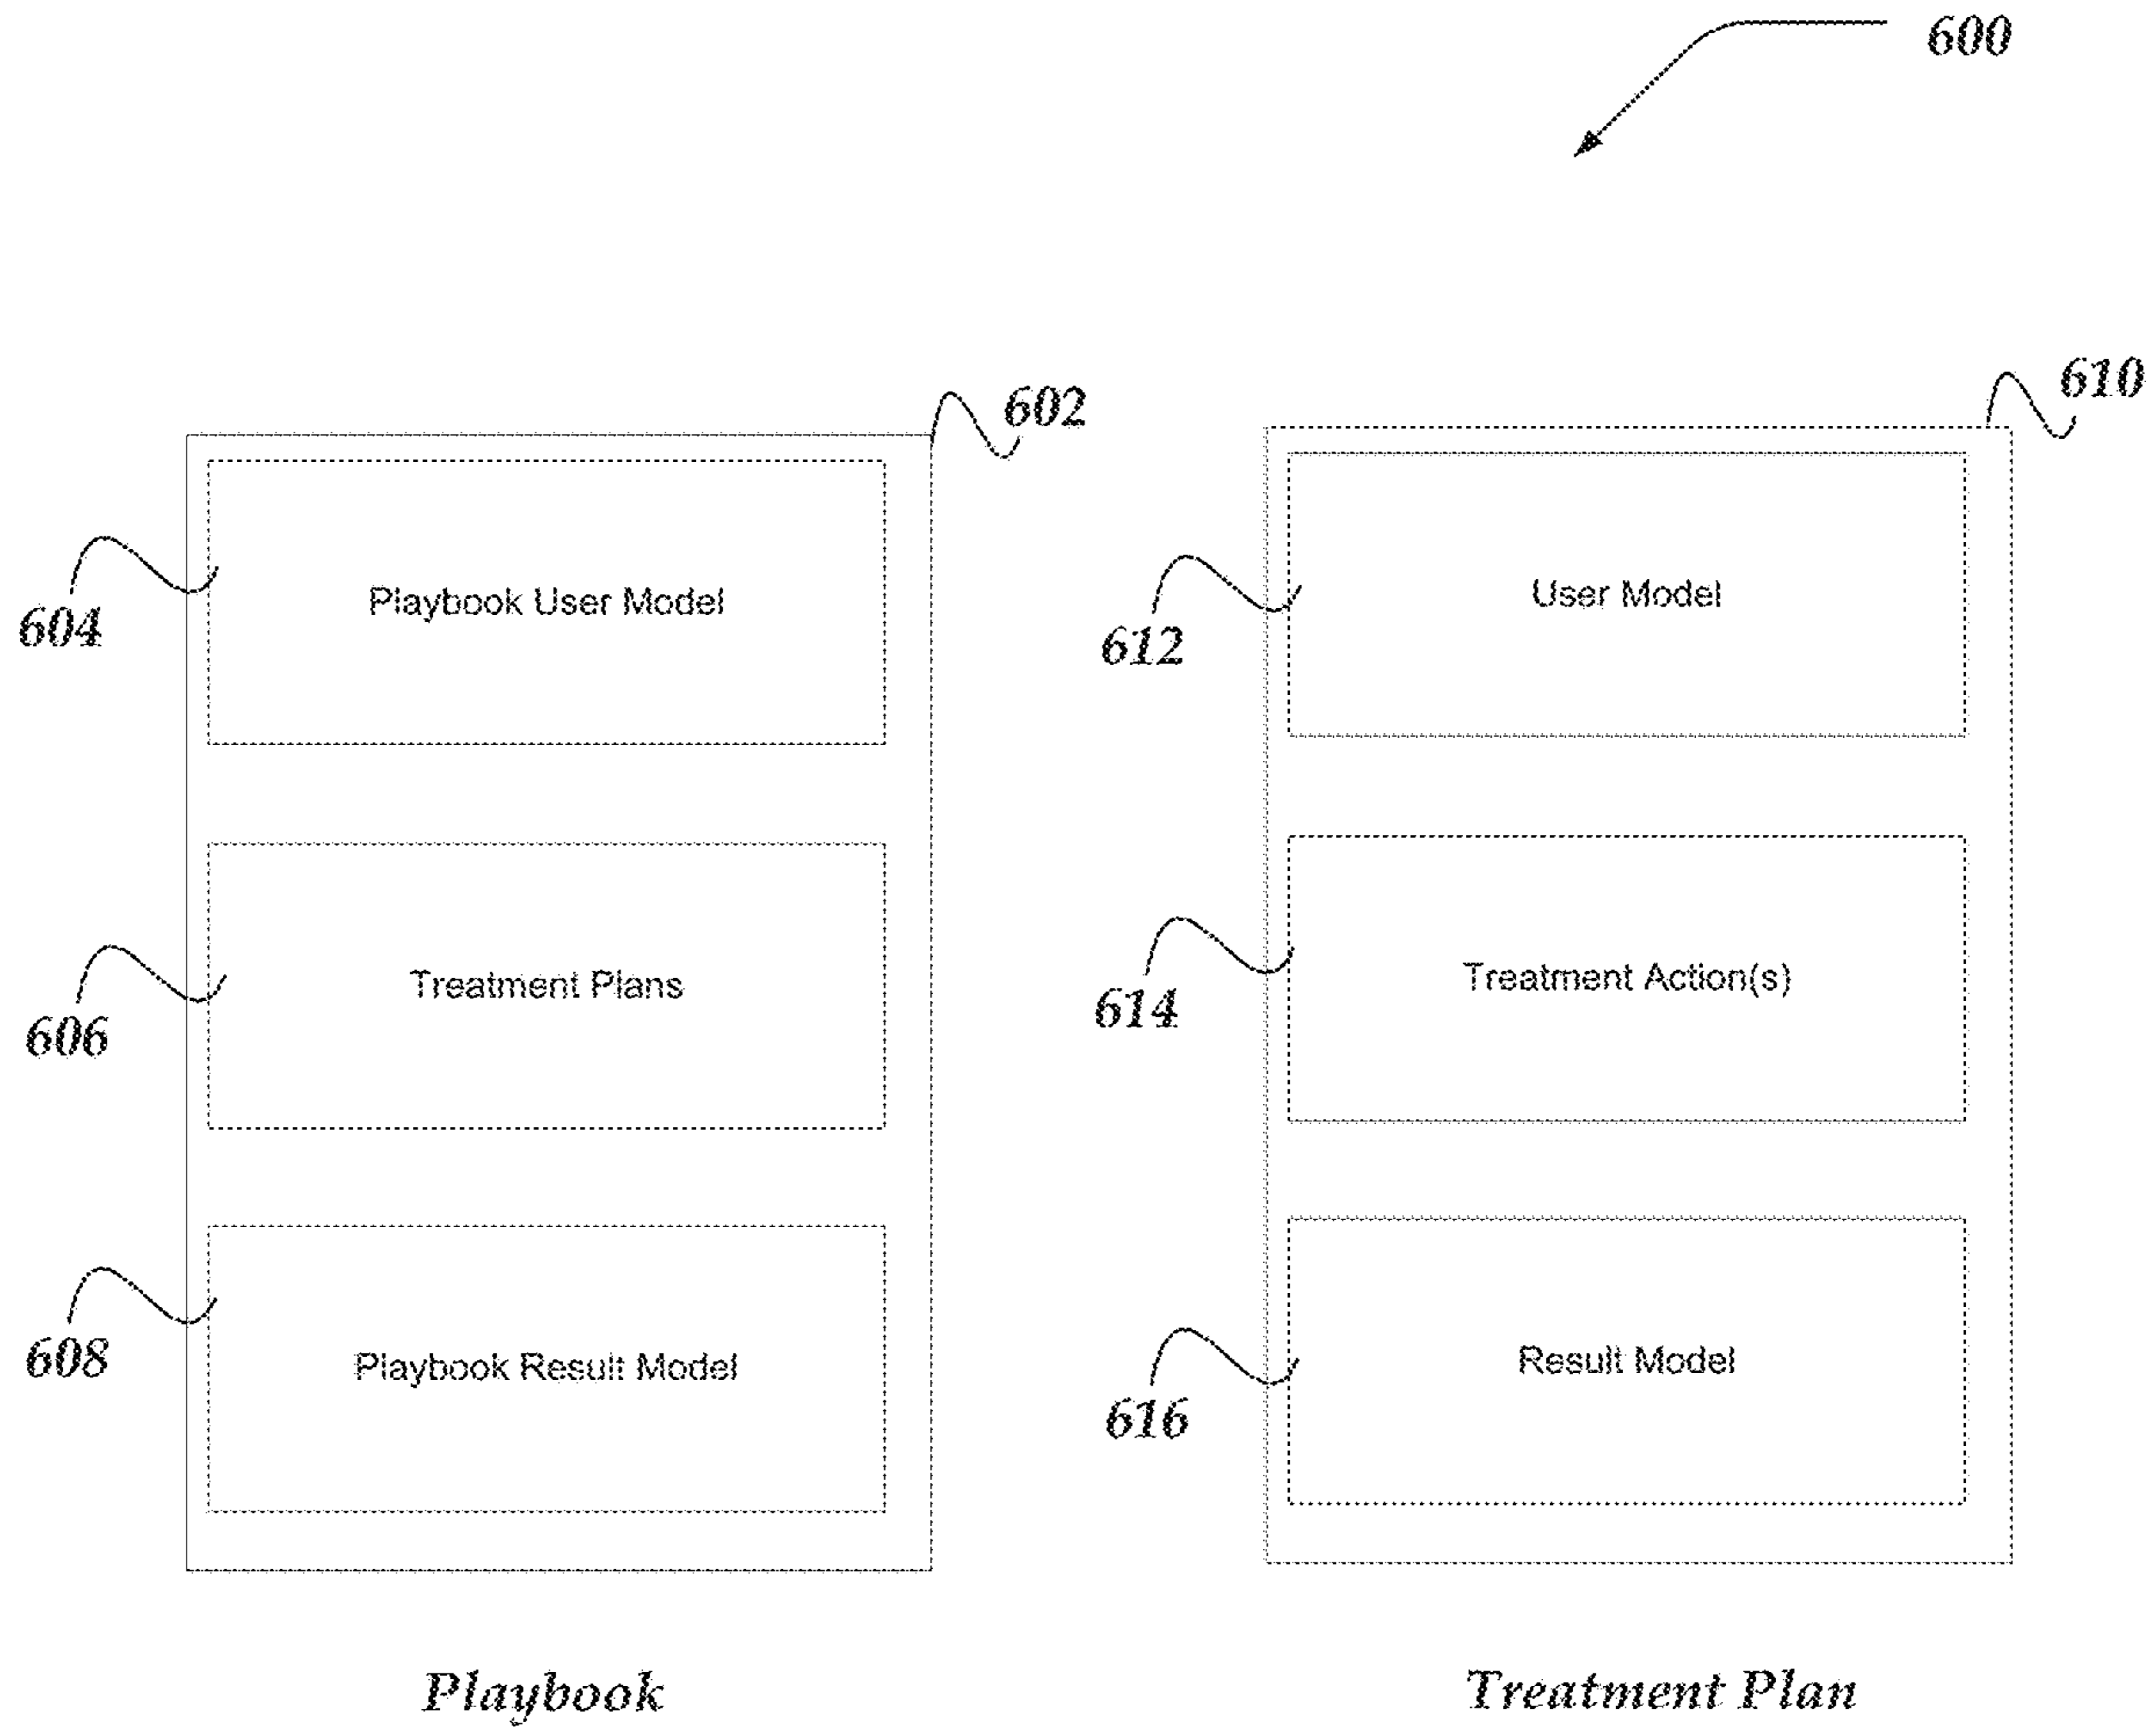 600
602
610
604
Playbook User Model
612
User Model
606
Treatment Plans
614
Treatment Action(s)
608
Playbook Result Model
616
Result Model
Playbook
Treatment Plan